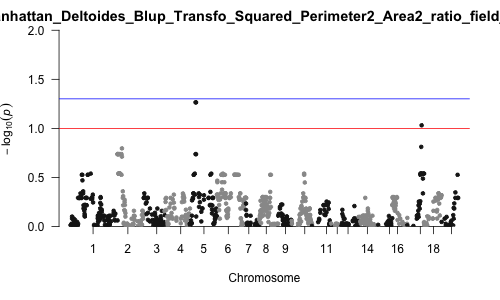 nhattan_Deltoides_Blup_Transfo_Squared_Perimeter2_Area2_ratio_field_
2.0
1.5
1.0
0.5
0.0
− log10(p)
1 2 3 4 5 6 7 8 9 11 14 16 18
Chromosome